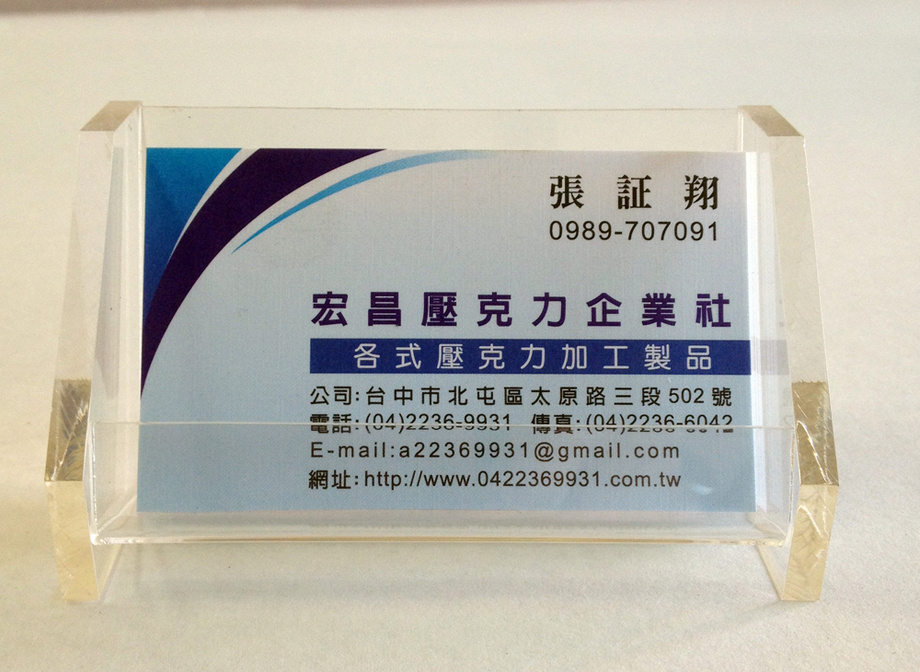 張証翔
0989-707091
宏昌壓克力企業社
各式壓克力加工製品
公司:台中市北屯區太原路三段502號
電話:(04)2236-9931 傳真:(04)2236-6042
E-mail:a22369931@gmail.com
網址:http://www.0422369931.com.tw